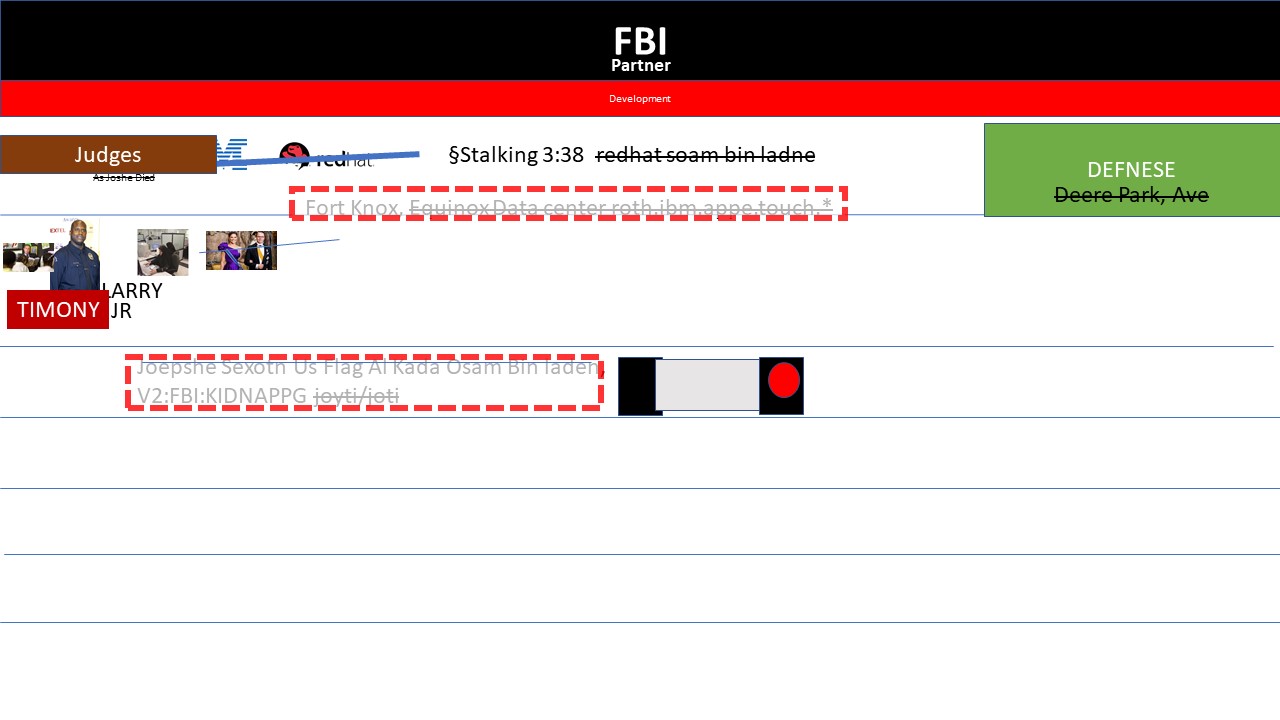 FBI
Partner
Development
Judges
redhat.
§Stalking 3:38 redhat soam bin ladne
As Joshe Died
DEFNESE
Deere Park, Ave
Fort Knox, Equinox Data center roth.ibm.appe.touch.*
LARRY
TIMONY JR
Joepshe Sexotn Us Flag Al Kada Osam Bin laden,
V2:FBI:KIDNAPPG joyti/joti